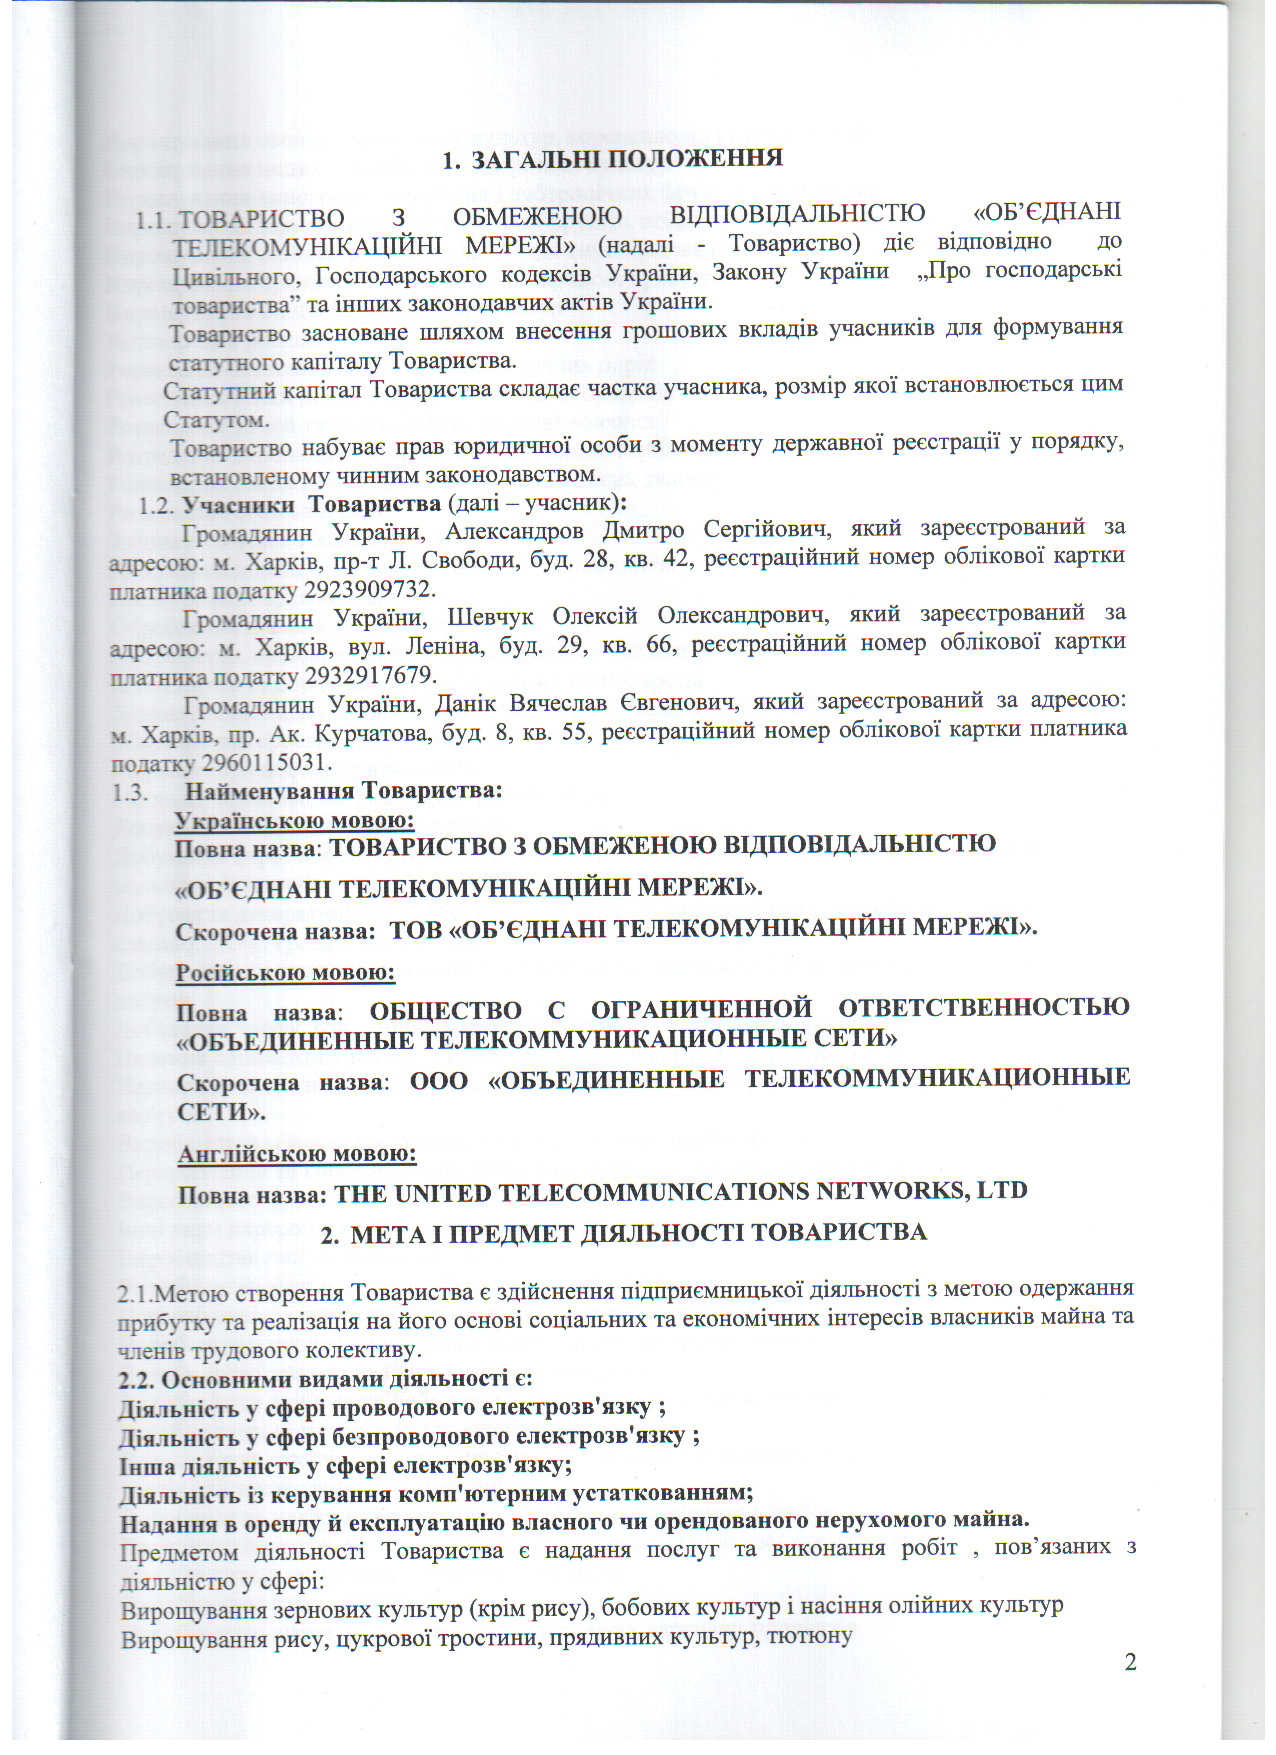 1. ЗАГАЛЬНІ ПОЛОЖЕННЯ
1.1. ТОВАРИСТВО З ОБМЕЖЕНОЮ ВІДПОВІДАЛЬНІСТЮ «ОБ’ЄДНАНІ
ТЕЛЕКОМУНІКАЦІЙНІ МЕРЕЖІ» (надалі - Товариство) діє відповідно до
Цивільного, Господарського кодексів України, Закону України „Про господарські
товариства” та інших законодавчих актів України.
Товариство засноване шляхом внесення грошових вкладів учасників для формування
статутного капіталу Товариства.
Статутний капітал Товариства складає частка учасника, розмір якої встановлюється цим
Статутом.
Товариство набуває прав юридичної особи з моменту державної реєстрації у порядку,
встановленому чинним законодавством.
1.2. Учасники Товариства (далі – учасник):
Громадянин України, Александров Дмитро Сергійович, який зареєстрований за
адресою: м. Харків, пр-т Л. Свободи, буд. 28, кв. 42, реєстраційний номер облікової картки
платника податку 2923909732.
Громадянин України, Шевчук Олексій Олександрович, який зареєстрований за
адресою: м. Харків, вул. Леніна, буд. 29, кв. 66, реєстраційний номер облікової картки
платника податку 2932917679.
Громадянин України, Данік Вячеслав Євгенович, який зареєстрований за адресою:
м. Харків, пр. Ак. Курчатова, буд. 8, кв. 55, реєстраційний номер облікової картки платника
податку 2960115031.
1.3. Найменування Товариства:
Українською мовою:
Повна назва: ТОВАРИСТВО З ОБМЕЖЕНОЮ ВІДПОВІДАЛЬНІСТЮ
«ОБ’ЄДНАНІ ТЕЛЕКОМУНІКАЦІЙНІ МЕРЕЖІ».
Скорочена назва: ТОВ «ОБ’ЄДНАНІ ТЕЛЕКОМУНІКАЦІЙНІ МЕРЕЖІ».
Російською мовою:
Повна назва: ОБЩЕСТВО С ОГРАНИЧЕННОЙ ОТВЕТСТВЕННОСТЬЮ
«ОБЪЕДИНЕННЫЕ ТЕЛЕКОММУНИКАЦИОННЫЕ СЕТИ»
Скорочена назва: ООО «ОБЪЕДИНЕННЫЕ ТЕЛЕКОММУНИКАЦИОННЫЕ
СЕТИ».
Англійською мовою:
Повна назва: THE UNITED TELECOMMUNICATIONS NETWORKS, LTD
2. МЕТА І ПРЕДМЕТ ДІЯЛЬНОСТІ ТОВАРИСТВА
2.1.Метою створення Товариства є здійснення підприємницької діяльності з метою одержання
прибутку та реалізація на його основі соціальних та економічних інтересів власників майна та
членів трудового колективу.
2.2. Основними видами діяльності є:
Діяльність у сфері проводового електрозв'язку ;
Діяльність у сфері безпроводового електрозв'язку ;
Інша діяльність у сфері електрозв'язку;
Діяльність із керування комп'ютерним устаткованням;
Надання в оренду й експлуатацію власного чи орендованого нерухомого майна.
Предметом діяльності Товариства є надання послуг та виконання робіт , пов’язаних з
діяльністю у сфері:
Вирощування зернових культур (крім рису), бобових культур і насіння олійних культур
Вирощування рису, цукрової тростини, прядивних культур, тютюну
2